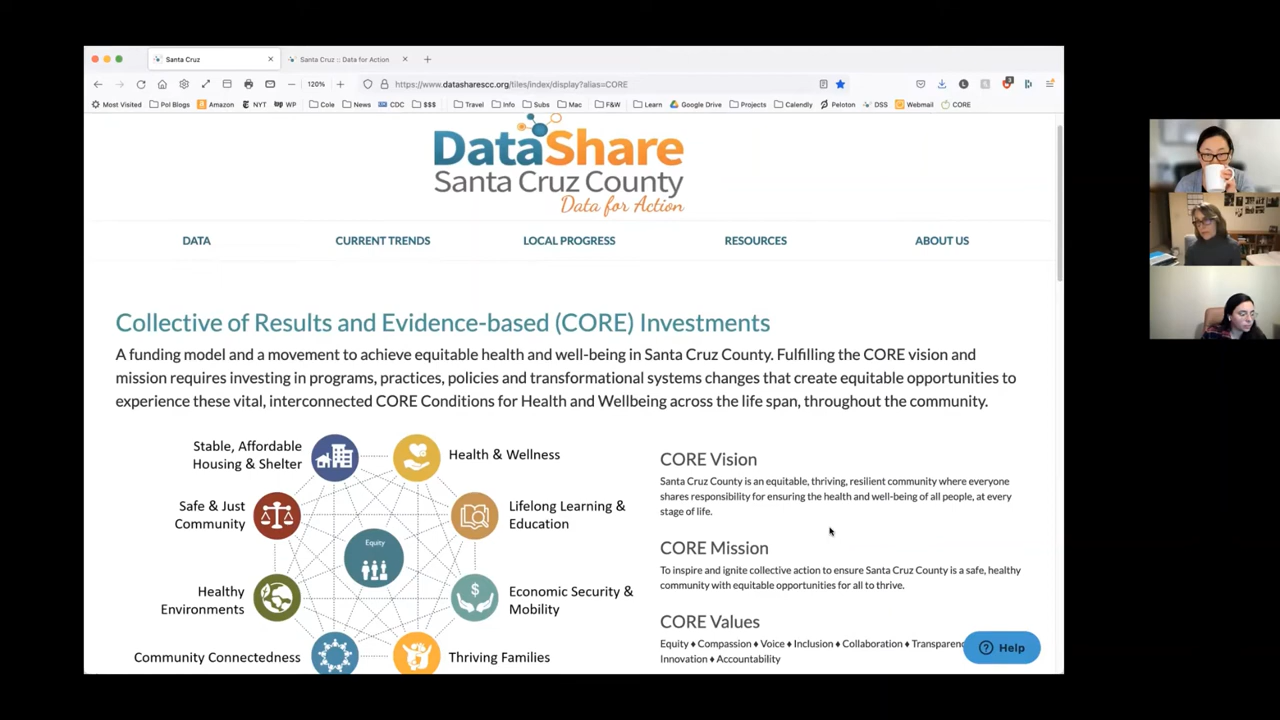 Santa Cruz
Santa Cruz :: Data for Action
120%
https://www.datasharescc.org/tiles/index/display?alias=CORE
3
Most Visited Pol Blogs Amazon NYT WP Cole News CDC $$$ Travel Info Subs Mac F&W Learn Google Drive Projects Calendly Peloton DSS Webmail CORE
DataShare
Santa Cruz County
Data for Action
DATA CURRENT TRENDS LOCAL PROGRESS RESOURCES ABOUT US
Collective of Results and Evidence-based (CORE) Investments
A funding model and a movement to achieve equitable health and well-being in Santa Cruz County. Fulfilling the CORE vision and
mission requires investing in programs, practices, policies and transformational systems changes that create equitable opportunities to
experience these vital, interconnected CORE Conditions for Health and Wellbeing across the life span, throughout the community.
Stable, Affordable
Housing & Shelter
Health & Wellness
Safe & Just
Community
Lifelong Learning &
Education
Equity
Healthy
Environments
$
Economic Security &
Mobility
Community Connectedness
Thriving Families
CORE Vision
Santa Cruz County is an equitable, thriving, resilient community where everyone
shares responsibility for ensuring the health and well-being of all people, at every
stage of life.
CORE Mission
To inspire and ignite collective action to ensure Santa Cruz County is a safe, healthy
community with equitable opportunities for all to thrive.
CORE Values
Equity ♦ Compassion ♦ Voice ♦ Inclusion ♦ Collaboration ♦ Transparenc
Innovation ♦ Accountability
? Help